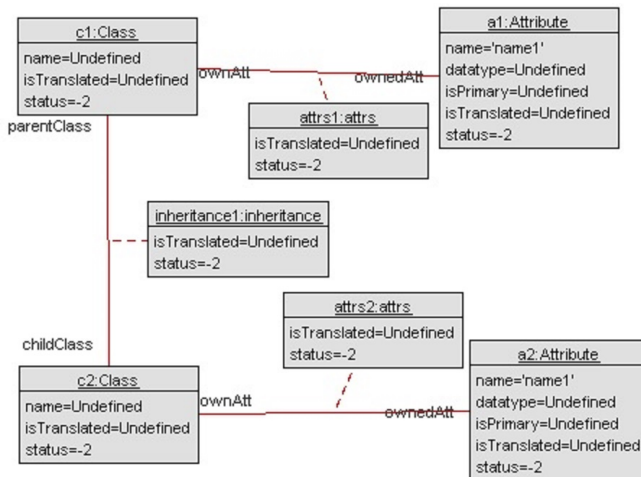 c1:Class
name=Undefined
isTranslated=Undefined
status=-2
ownAtt
ownedAtt
a1:Attribute
name='name1'
datatype=Undefined
isPrimary=Undefined
isTranslated=Undefined
status=-2
attrs1:attrs
isTranslated=Undefined
status=-2
parentClass
inheritance1:inheritance
isTranslated=Undefined
status=-2
attrs2:attrs
isTranslated=Undefined
status=-2
childClass
c2:Class
name=Undefined
isTranslated=Undefined
status=-2
ownAtt
ownedAtt
a2:Attribute
name='name1'
datatype=Undefined
isPrimary=Undefined
isTranslated=Undefined
status=-2